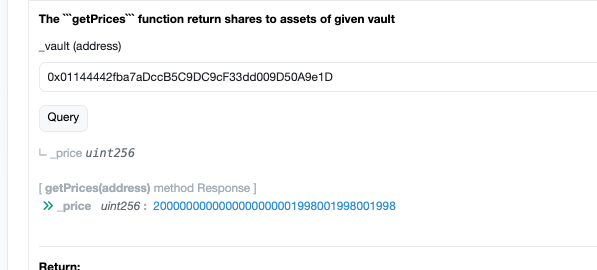 The ```getPrices``` function return shares to assets of given vault
_vault (address)
0x01144442fba7aDccB5C9DC9cF33dd009D50A9e1D
Query
_price uint256
[ getPrices(address) method Response ]
_price uint256 : 2000000000000000000001998001998001998
Return: